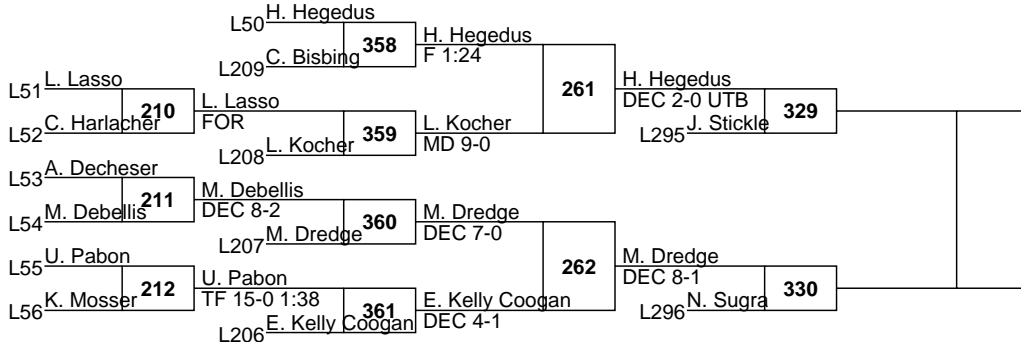 L50 H. Hegedus
358
L209 C. Bisbing
H. Hegedus
F 1:24
L51 L. Lasso
210
L52 C. Harlacher
L. Lasso
FOR
359
L208 L. Kocher
L. Kocher
MD 9-0
261
H. Hegedus
DEC 2-0 UTB
329
L295 J. Stickle
L53 A. Decheser
211
L54 M. Debellis
M. Debellis
DEC 8-2
360
L207 M. Dredge
M. Dredge
DEC 7-0
L55 U. Pabon
212
L56 K. Mosser
U. Pabon
TF 15-0 1:38
361
L206 E. Kelly Coogan
E. Kelly Coogan
DEC 4-1
262
M. Dredge
DEC 8-1
330
L296 N. Sugra